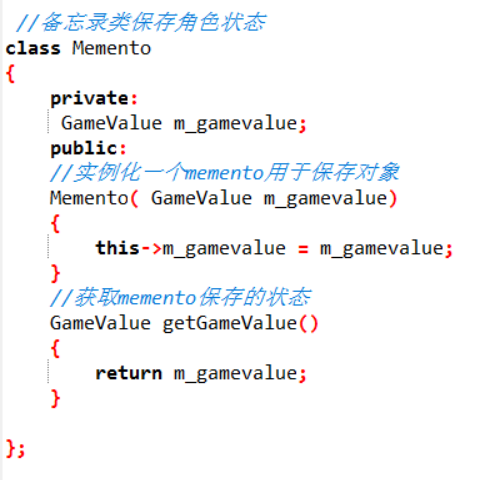 //备忘录类保存角色状态
class Memento
{
    private:
     GameValue m_gamevalue;
    public:
    //实例化一个memento用于保存对象
    Memento( GameValue m_gamevalue)
    {
        this->m_gamevalue = m_gamevalue;
    }
    //获取memento保存的状态
    GameValue getGameValue()
    {
        return m_gamevalue;
    }
};